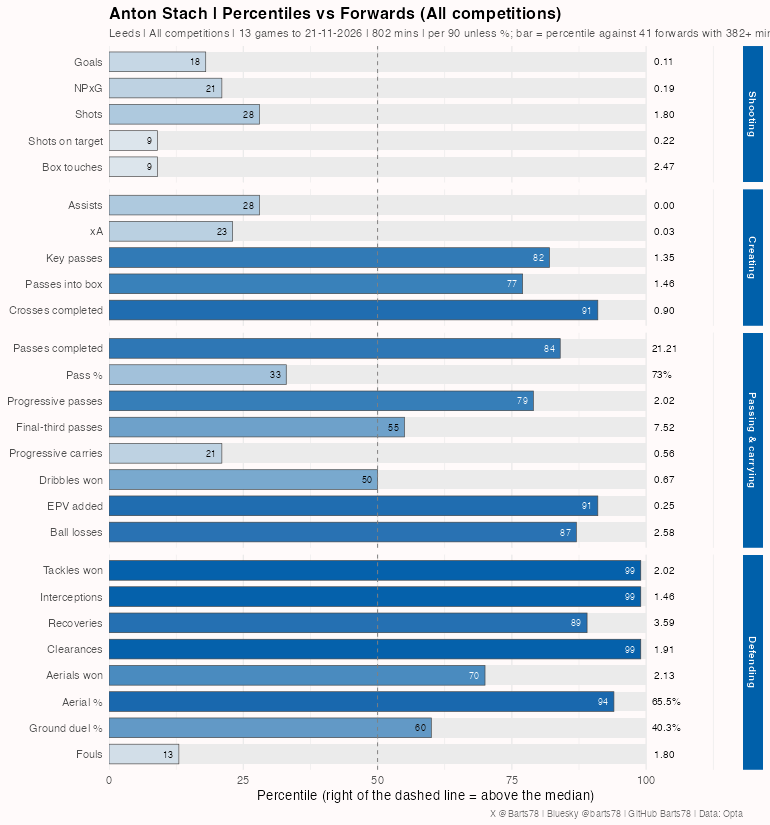 Anton Stach | Percentiles vs Forwards (All competitions)
Leeds | All competitions | 13 games to 21-11-2026 | 802 mins | per 90 unless %; bar = percentile against 41 forwards with 382+ min
Goals 18 0.11
NPxG 21 0.19
Shots 28 1.80
Shots on target 9 0.22
Box touches 9 2.47
Shooting
Assists 28 0.00
xA 23 0.03
Key passes 82 1.35
Passes into box 77 1.46
Crosses completed 91 0.90
Creating
Passes completed 84 21.21
Pass % 33 73%
Progressive passes 79 2.02
Final-third passes 55 7.52
Progressive carries 21 0.56
Dribbles won 50 0.67
EPV added 91 0.25
Ball losses 87 2.58
Passing & carrying
Tackles won 99 2.02
Interceptions 99 1.46
Recoveries 89 3.59
Clearances 99 1.91
Aerials won 70 2.13
Aerial % 94 65.5%
Ground duel % 60 40.3%
Fouls 13 1.80
Defending
0 25 50 75 100
Percentile (right of the dashed line = above the median)
X @Barts78 | Bluesky @barts78 | GitHub Barts78 | Data: Opta